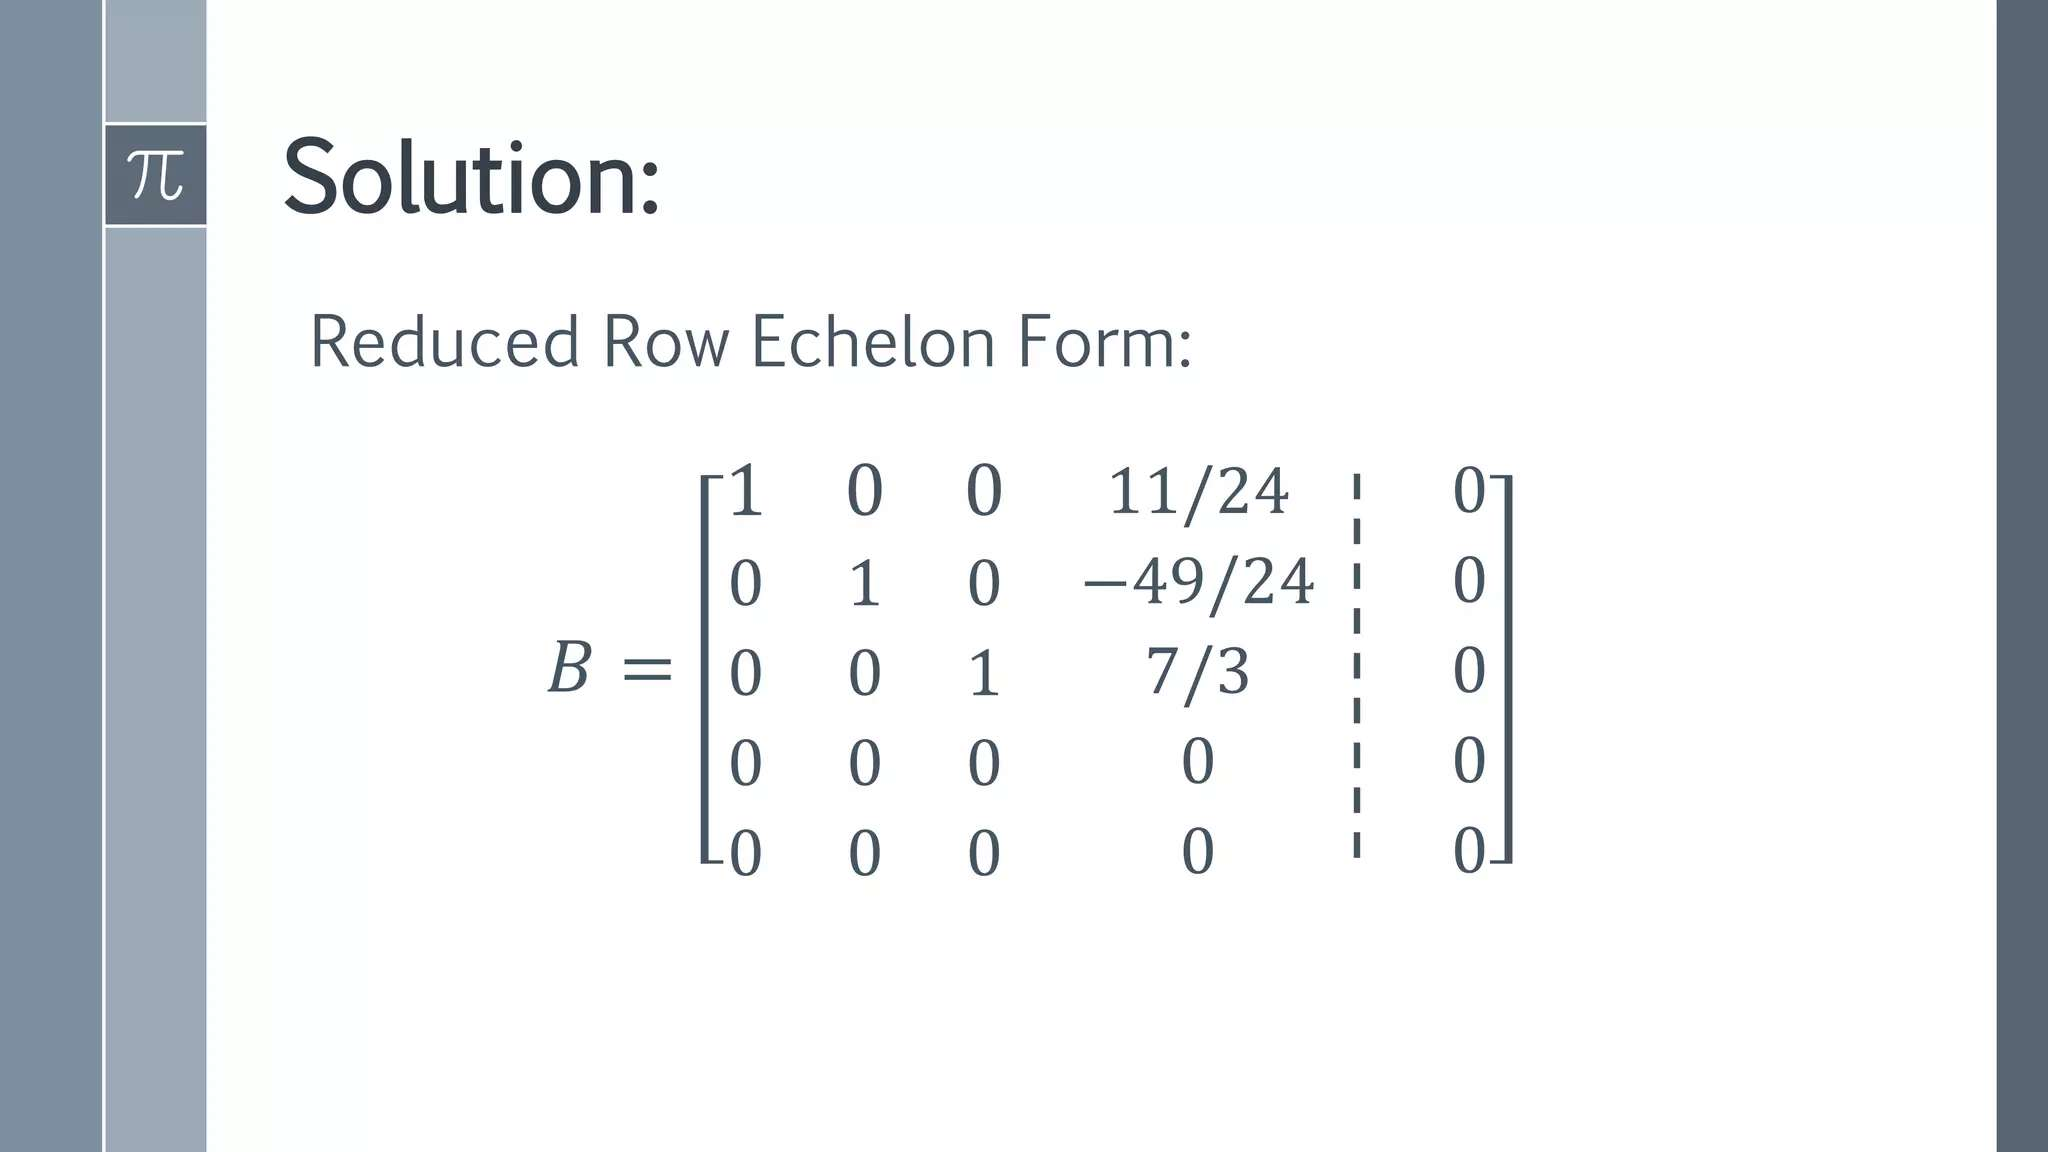 π
Solution:
Reduced Row Echelon Form:
1 0 0 11/24 0
0 1 0 −49/24 0
B = 0 0 1 7/3 0
0 0 0 0 0
0 0 0 0 0